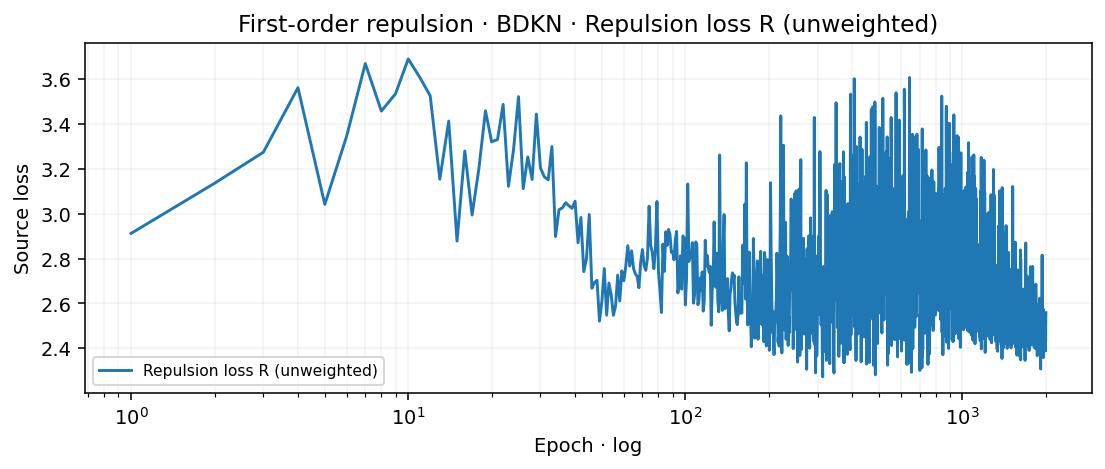 First-order repulsion · BDKN · Repulsion loss R (unweighted)
Source loss
3.6
3.4
3.2
3.0
2.8
2.6
2.4
Repulsion loss R (unweighted)
10⁰ 10¹ 10² 10³
Epoch · log